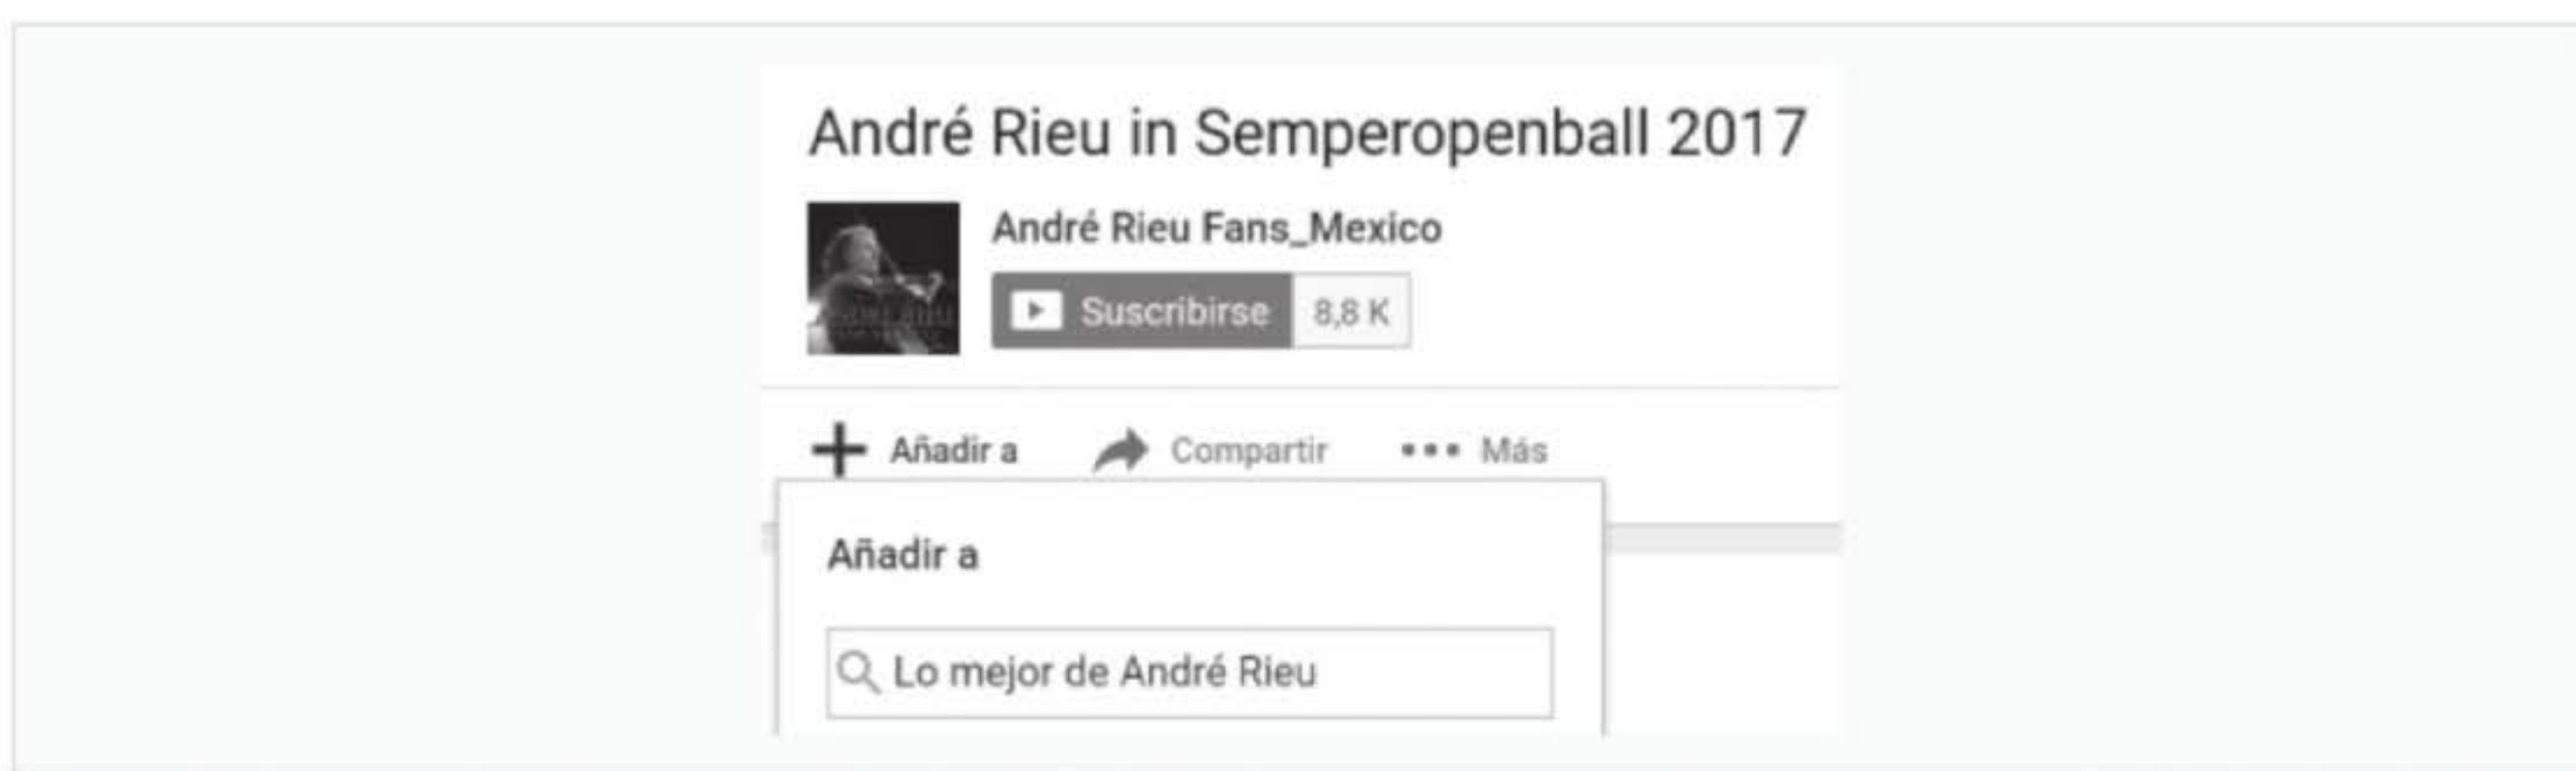 André Rieu in Semperopenball 2017
André Rieu Fans_Mexico
Suscribirse 8,8 K
Añadir a Compartir Más
Añadir a
Lo mejor de André Rieu